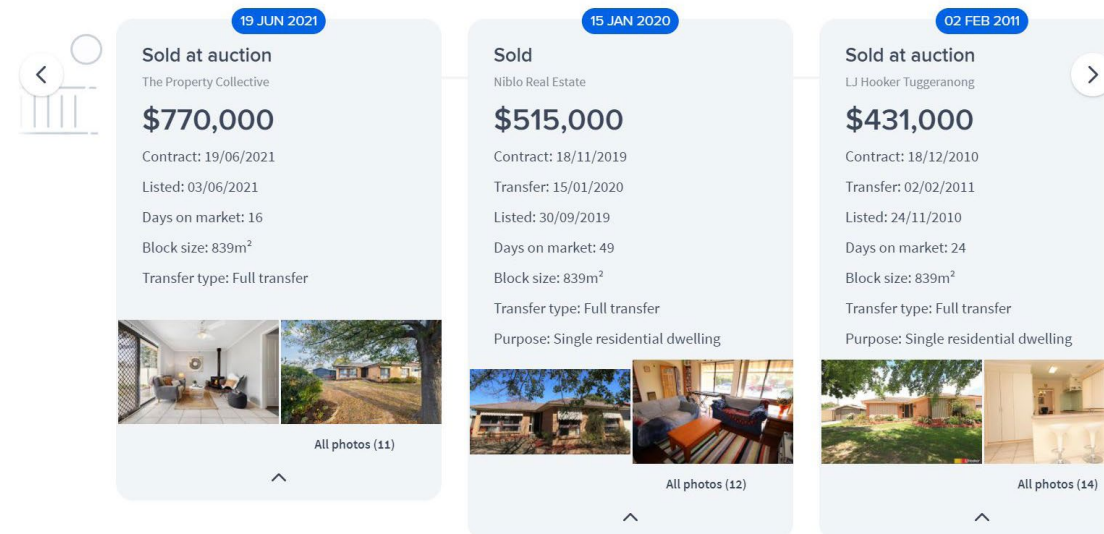 19 JUN 2021
Sold at auction
The Property Collective
$770,000
Contract: 19/06/2021
Listed: 03/06/2021
Days on market: 16
Block size: 839m²
Transfer type: Full transfer
All photos (11)
15 JAN 2020
Sold
Niblo Real Estate
$515,000
Contract: 18/11/2019
Transfer: 15/01/2020
Listed: 30/09/2019
Days on market: 49
Block size: 839m²
Transfer type: Full transfer
Purpose: Single residential dwelling
All photos (12)
02 FEB 2011
Sold at auction
LJ Hooker Tuggeranong
$431,000
Contract: 18/12/2010
Transfer: 02/02/2011
Listed: 24/11/2010
Days on market: 24
Block size: 839m²
Transfer type: Full transfer
Purpose: Single residential dwelling
All photos (14)